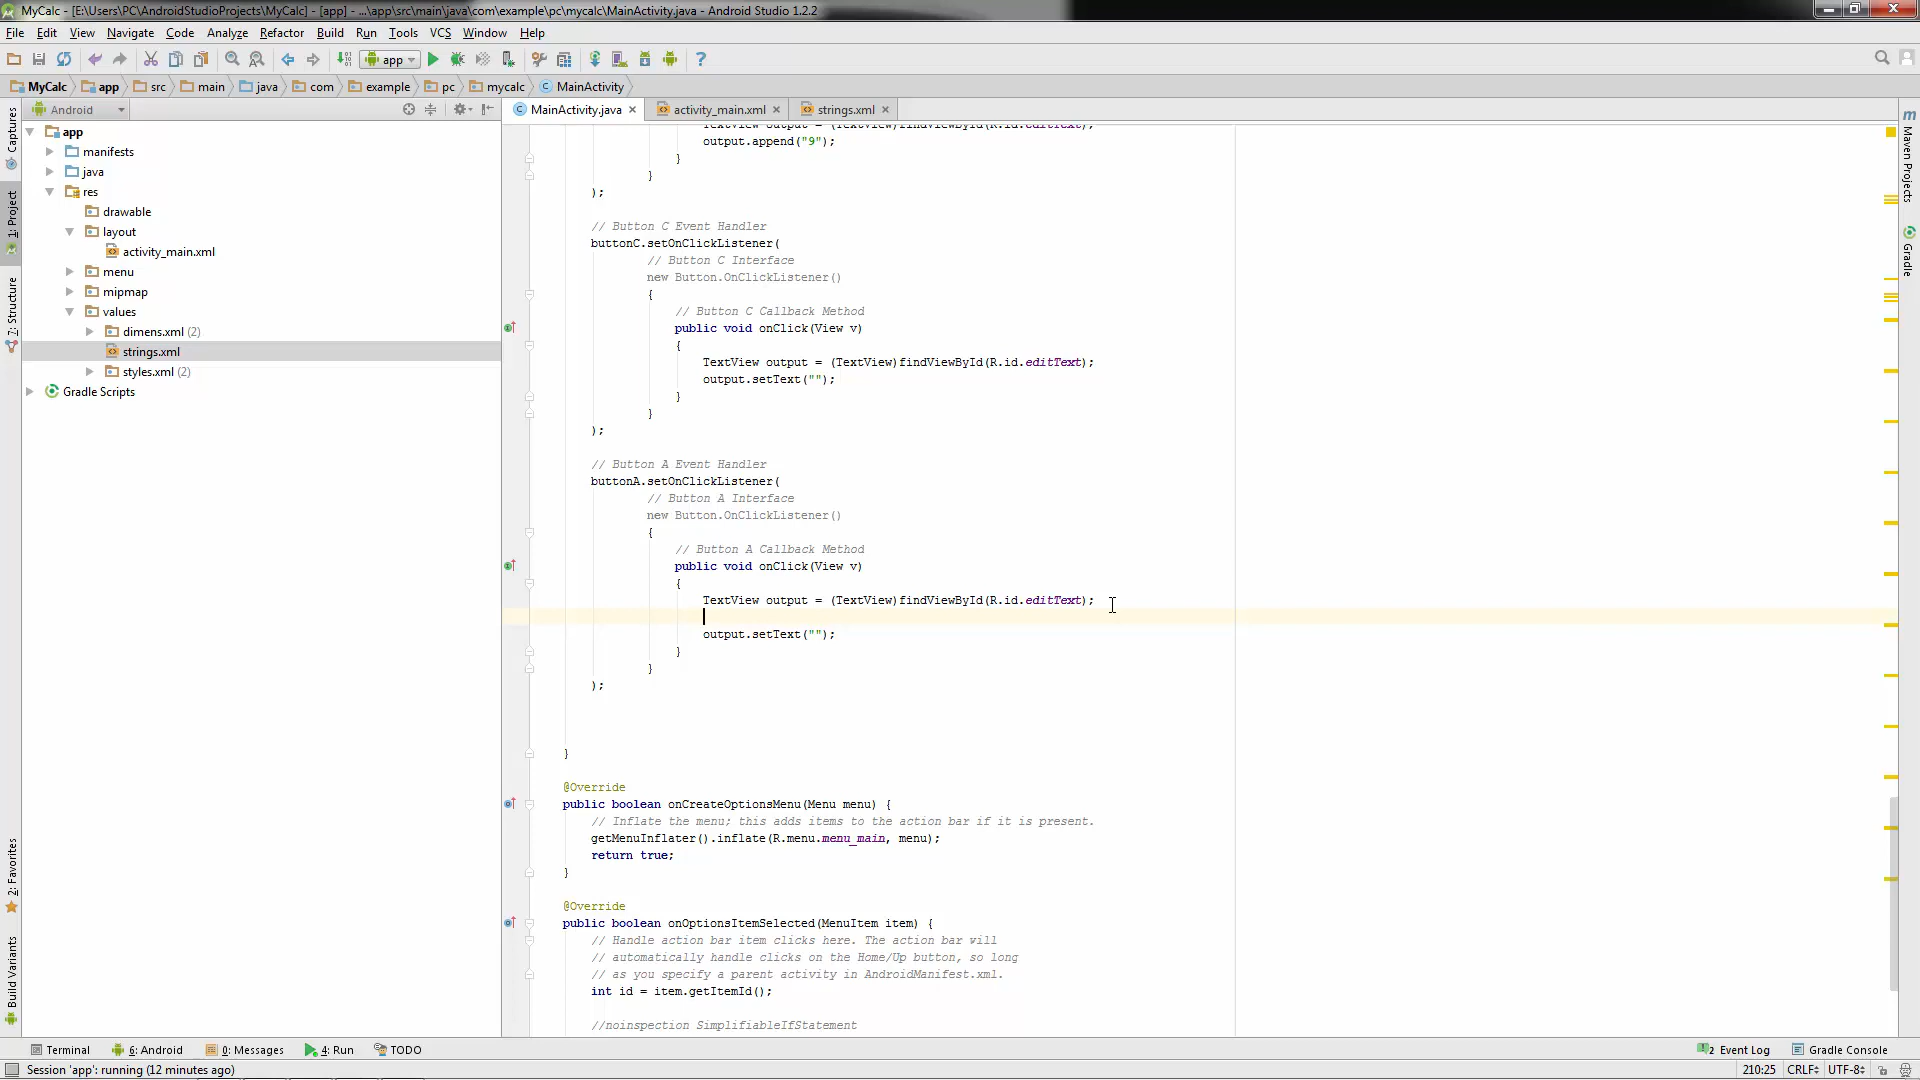 MyCalc - [E:\Users\PC\AndroidStudioProjects\MyCalc] - [app] - ...\app\src\main\java\com\example\pc\mycalc\MainActivity.java - Android Studio 1.2.2
File Edit View Navigate Code Analyze Refactor Build Run Tools VCS Window Help
app
MyCalc app src main java com example pc mycalc MainActivity
Android
MainActivity.java activity_main.xml strings.xml
Captures
1: Project
7: Structure
2: Favorites
Build Variants
app
manifests
java
res
drawable
layout
activity_main.xml
menu
mipmap
values
dimens.xml (2)
strings.xml
styles.xml (2)
Gradle Scripts
TextView output = (TextView)findViewById(R.id.editText);
output.append("9");
}
}
);
// Button C Event Handler
buttonC.setOnClickListener(
// Button C Interface
new Button.OnClickListener()
{
// Button C Callback Method
public void onClick(View v)
{
TextView output = (TextView)findViewById(R.id.editText);
output.setText("");
}
}
);
// Button A Event Handler
buttonA.setOnClickListener(
// Button A Interface
new Button.OnClickListener()
{
// Button A Callback Method
public void onClick(View v)
{
TextView output = (TextView)findViewById(R.id.editText);
output.setText("");
}
}
);
}
@Override
public boolean onCreateOptionsMenu(Menu menu) {
// Inflate the menu; this adds items to the action bar if it is present.
getMenuInflater().inflate(R.menu.menu_main, menu);
return true;
}
@Override
public boolean onOptionsItemSelected(MenuItem item) {
// Handle action bar item clicks here. The action bar will
// automatically handle clicks on the Home/Up button, so long
// as you specify a parent activity in AndroidManifest.xml.
int id = item.getItemId();
//noinspection SimplifiableIfStatement
m
Maven Projects
Gradle
Terminal 6: Android 0: Messages 4: Run TODO 2 Event Log Gradle Console
Session 'app': running (12 minutes ago) 210:25 CRLF UTF-8